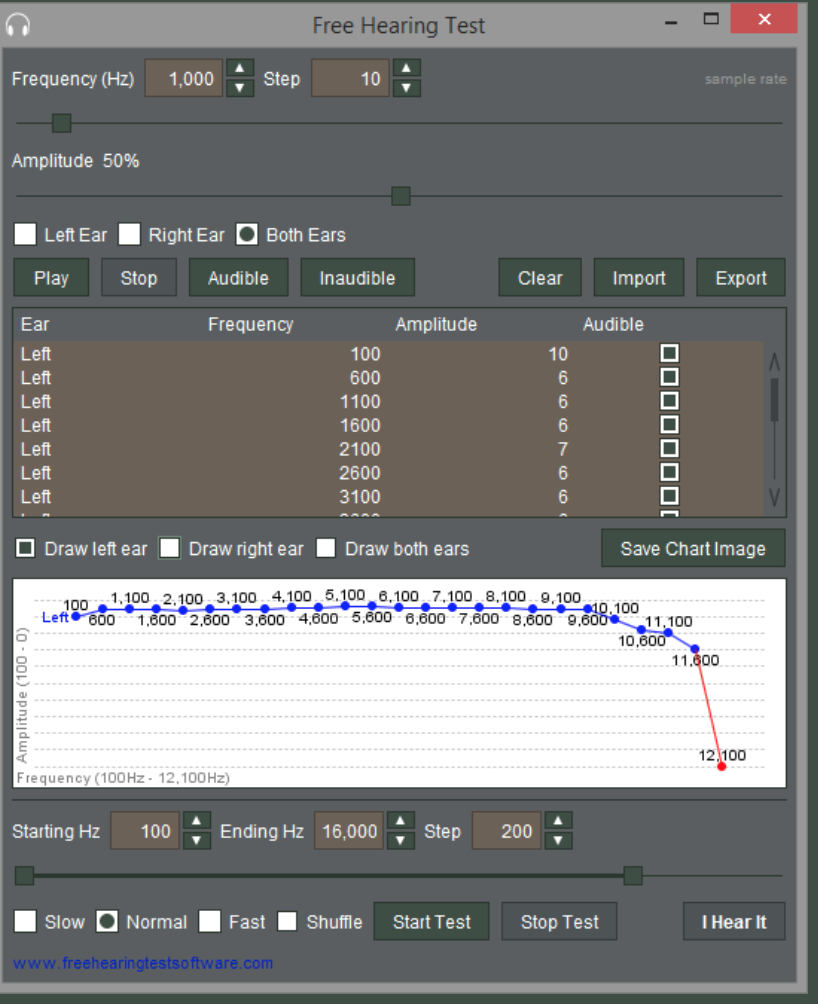 Free Hearing Test
Frequency (Hz) 1,000 Step 10 sample rate
Amplitude 50%
Left Ear Right Ear Both Ears
Play Stop Audible Inaudible Clear Import Export
Ear Frequency Amplitude Audible
Left 100 10
Left 600 6
Left 1100 6
Left 1600 6
Left 2100 7
Left 2600 6
Left 3100 6
Draw left ear Draw right ear Draw both ears Save Chart Image
100 1,100 2,100 3,100 4,100 5,100 6,100 7,100 8,100 9,100 10,100 11,100
Left 600 1,600 2,600 3,600 4,600 5,600 6,600 7,600 8,600 9,600 10,600 11,600
12,100
Amplitude (100 - 0)
Frequency (100Hz - 12,100Hz)
Starting Hz 100 Ending Hz 16,000 Step 200
Slow Normal Fast Shuffle Start Test Stop Test I Hear It
www.freehearingtestsoftware.com